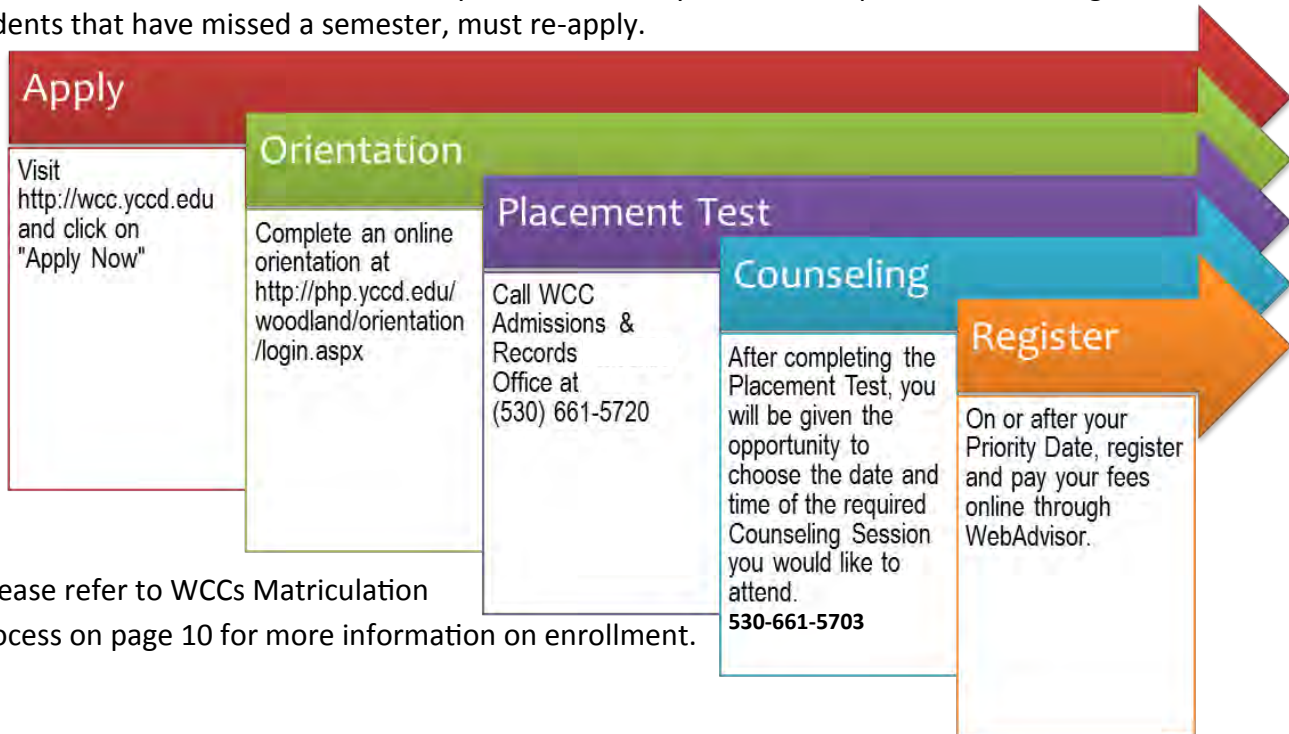 dents that have missed a semester, must re-apply.
Apply
Visit
http://wcc.yccd.edu
and click on
"Apply Now"
Orientation
Complete an online
orientation at
http://php.yccd.edu/
woodland/orientation
/login.aspx
Placement Test
Call WCC
Admissions &
Records
Office at
(530) 661-5720
Counseling
After completing the
Placement Test, you
will be given the
opportunity to
choose the date and
time of the required
Counseling Session
you would like to
attend.
530-661-5703
Register
On or after your
Priority Date, register
and pay your fees
online through
WebAdvisor.
ease refer to WCCs Matriculation
ocess on page 10 for more information on enrollment.